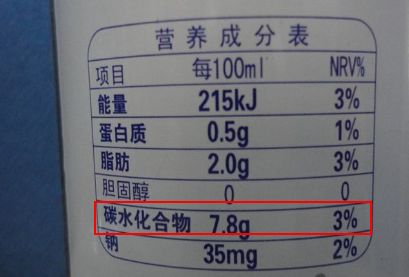 营养成分表
项目 每100ml NRV%
能量 215kJ 3%
蛋白质 0.5g 1%
脂肪 2.0g 3%
胆固醇 0 0
碳水化合物 7.8g 3%
钠 35mg 2%